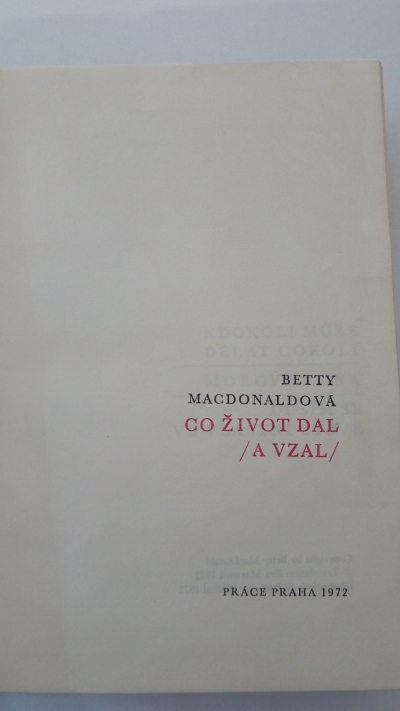 BETTY
MACDONALDOVÁ
CO ŽIVOT DAL
/A VZAL/
PRÁCE PRAHA 1972